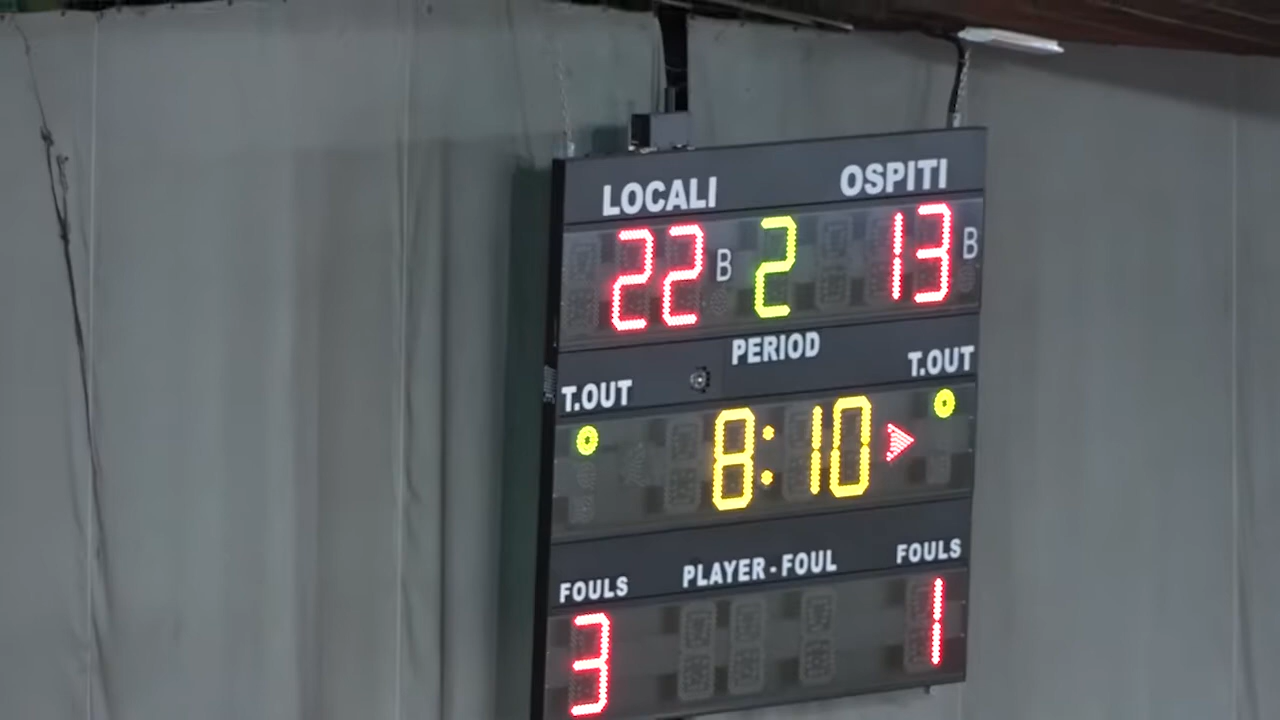 LOCALI OSPITI
22 B 2 13 B
PERIOD
T.OUT T.OUT
8:10
PLAYER - FOUL
FOULS FOULS
3 1